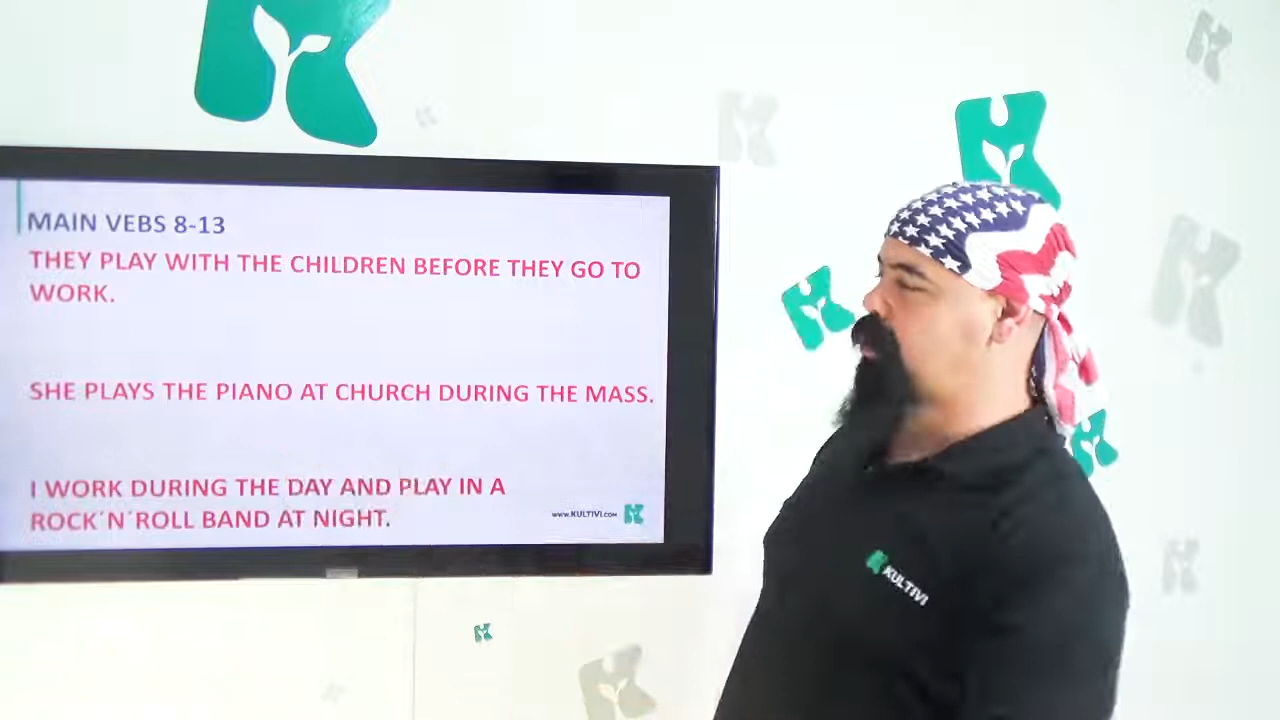 MAIN VEBS 8-13
THEY PLAY WITH THE CHILDREN BEFORE THEY GO TO
WORK.
SHE PLAYS THE PIANO AT CHURCH DURING THE MASS.
I WORK DURING THE DAY AND PLAY IN A
ROCK´N´ROLL BAND AT NIGHT.
WWW.KULTIVI.COM
KULTIVI